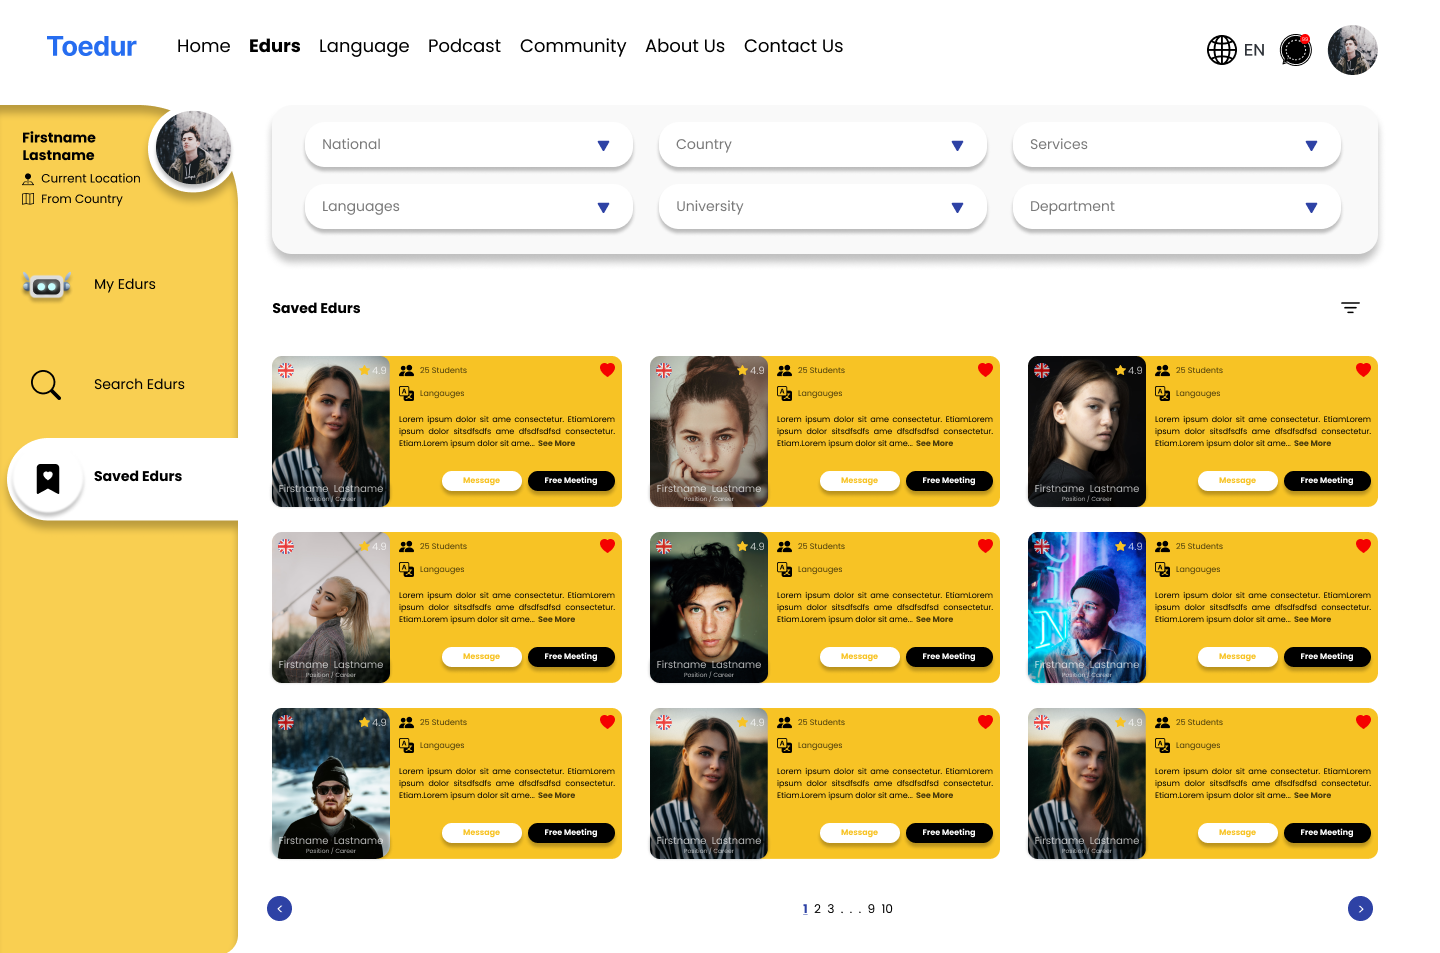 Toedur
Home Edurs Language Podcast Community About Us Contact Us
EN
99
Firstname
Lastname
Current Location
From Country
My Edurs
Search Edurs
Saved Edurs
National
Country
Services
Languages
University
Department
Saved Edurs
4.9
25 Students
Langauges
Lorem ipsum dolor sit ame consectetur. EtiamLorem
ipsum dolor sitsdfsdfs ame dfsdfsdfsd consectetur.
Etiam.Lorem ipsum dolor sit ame... See More
Message
Free Meeting
Firstname Lastname
Position / Career
4.9
25 Students
Langauges
Lorem ipsum dolor sit ame consectetur. EtiamLorem
ipsum dolor sitsdfsdfs ame dfsdfsdfsd consectetur.
Etiam.Lorem ipsum dolor sit ame... See More
Message
Free Meeting
Firstname Lastname
Position / Career
4.9
25 Students
Langauges
Lorem ipsum dolor sit ame consectetur. EtiamLorem
ipsum dolor sitsdfsdfs ame dfsdfsdfsd consectetur.
Etiam.Lorem ipsum dolor sit ame... See More
Message
Free Meeting
Firstname Lastname
Position / Career
4.9
25 Students
Langauges
Lorem ipsum dolor sit ame consectetur. EtiamLorem
ipsum dolor sitsdfsdfs ame dfsdfsdfsd consectetur.
Etiam.Lorem ipsum dolor sit ame... See More
Message
Free Meeting
Firstname Lastname
Position / Career
4.9
25 Students
Langauges
Lorem ipsum dolor sit ame consectetur. EtiamLorem
ipsum dolor sitsdfsdfs ame dfsdfsdfsd consectetur.
Etiam.Lorem ipsum dolor sit ame... See More
Message
Free Meeting
Firstname Lastname
Position / Career
4.9
25 Students
Langauges
Lorem ipsum dolor sit ame consectetur. EtiamLorem
ipsum dolor sitsdfsdfs ame dfsdfsdfsd consectetur.
Etiam.Lorem ipsum dolor sit ame... See More
Message
Free Meeting
Firstname Lastname
Position / Career
4.9
25 Students
Langauges
Lorem ipsum dolor sit ame consectetur. EtiamLorem
ipsum dolor sitsdfsdfs ame dfsdfsdfsd consectetur.
Etiam.Lorem ipsum dolor sit ame... See More
Message
Free Meeting
Firstname Lastname
Position / Career
4.9
25 Students
Langauges
Lorem ipsum dolor sit ame consectetur. EtiamLorem
ipsum dolor sitsdfsdfs ame dfsdfsdfsd consectetur.
Etiam.Lorem ipsum dolor sit ame... See More
Message
Free Meeting
Firstname Lastname
Position / Career
4.9
25 Students
Langauges
Lorem ipsum dolor sit ame consectetur. EtiamLorem
ipsum dolor sitsdfsdfs ame dfsdfsdfsd consectetur.
Etiam.Lorem ipsum dolor sit ame... See More
Message
Free Meeting
Firstname Lastname
Position / Career
< 1 2 3 . . . 9 10 >